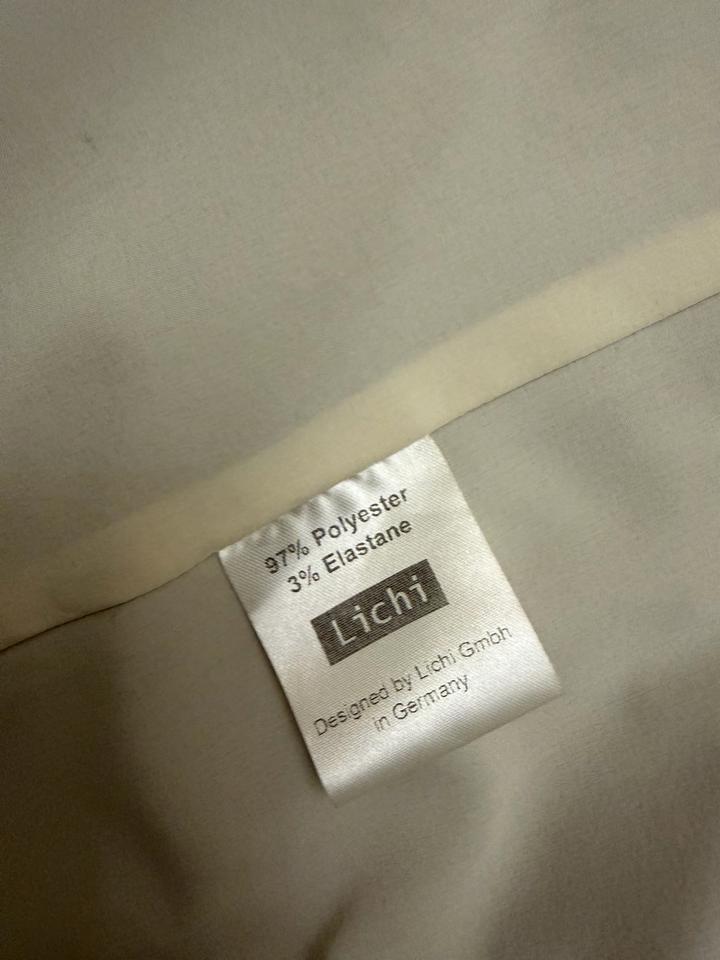 97% Polyester
3% Elastane
Lichi
Designed by Lichi Gmbh
in Germany